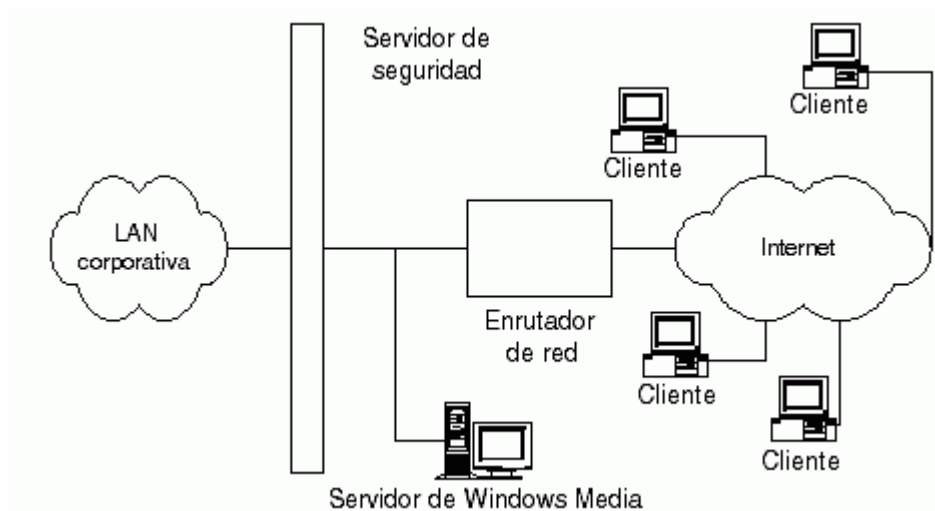 Servidor de
seguridad
Cliente
Cliente
LAN
corporativa
Internet
Enrutador
de red
Cliente
Cliente
Servidor de Windows Media